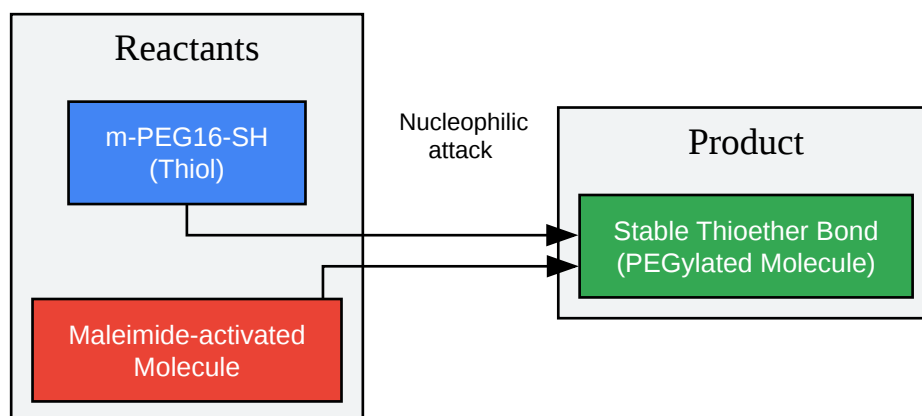 Reactants
m-PEG16-SH
(Thiol)
Maleimide-activated
Molecule
Nucleophilic
attack
Product
Stable Thioether Bond
(PEGylated Molecule)